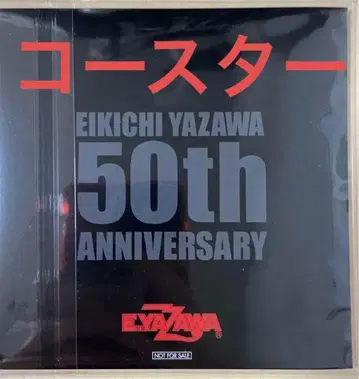 コースター
EIKICHI YAZAWA
50th
ANNIVERSARY
E.YAZAWA®
NOT FOR SALE